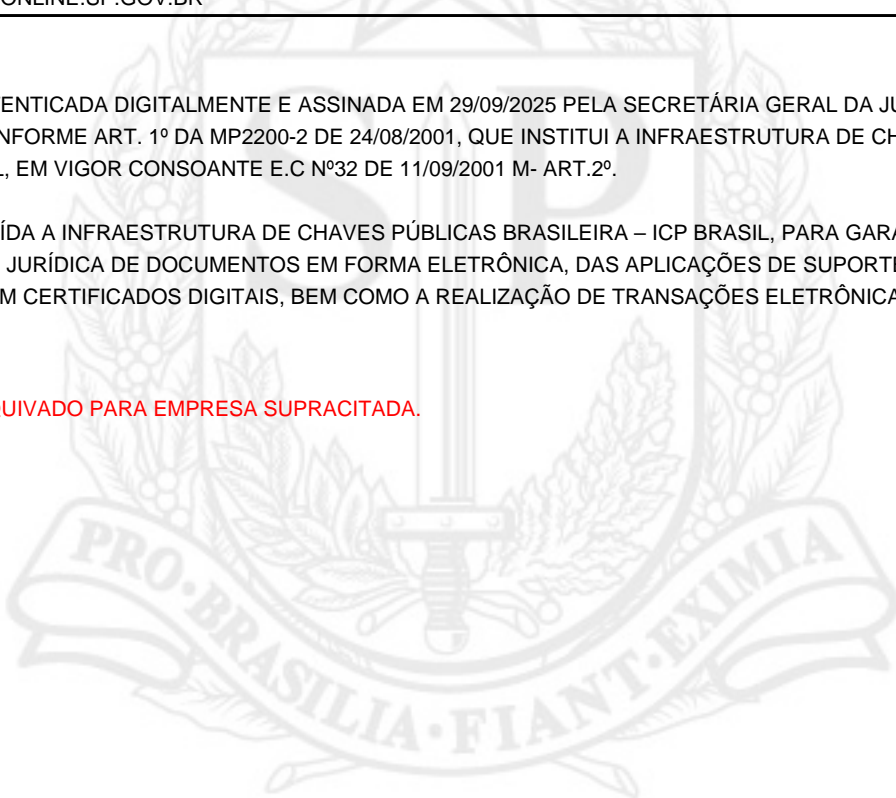 ONLINE.SP.GOV.BR
ENTICADA DIGITALMENTE E ASSINADA EM 29/09/2025 PELA SECRETÁRIA GERAL DA JU
NFORME ART. 1º DA MP2200-2 DE 24/08/2001, QUE INSTITUI A INFRAESTRUTURA DE CH
, EM VIGOR CONSOANTE E.C Nº32 DE 11/09/2001 M- ART.2º.
ÍDA A INFRAESTRUTURA DE CHAVES PÚBLICAS BRASILEIRA – ICP BRASIL, PARA GARA
JURÍDICA DE DOCUMENTOS EM FORMA ELETRÔNICA, DAS APLICAÇÕES DE SUPORTE
M CERTIFICADOS DIGITAIS, BEM COMO A REALIZAÇÃO DE TRANSAÇÕES ELETRÔNICA
UIVADO PARA EMPRESA SUPRACITADA.
SP
PRO·BRASILIA·FIANT·EXIMIA